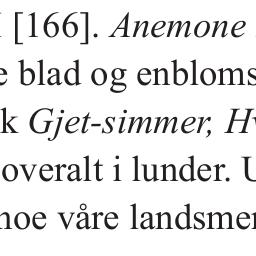 [166]. Anemone
blad og enbloms
k Gjet-simmer, Hv
overalt i lunder. U
noe våre landsmen